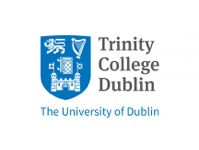 Trinity
College
Dublin
The University of Dublin